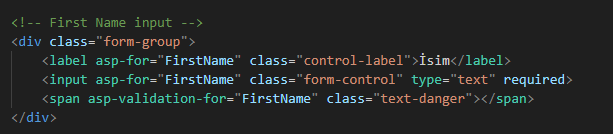 <!-- First Name input -->
<div class="form-group">
    <label asp-for="FirstName" class="control-label">İsim</label>
    <input asp-for="FirstName" class="form-control" type="text" required>
    <span asp-validation-for="FirstName" class="text-danger"></span>
</div>